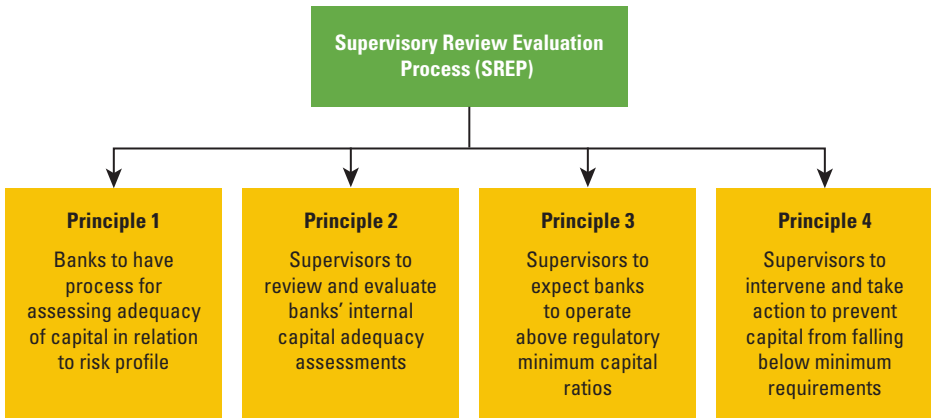 Supervisory Review Evaluation
Process (SREP)
Principle 1
Banks to have
process for
assessing adequacy
of capital in relation
to risk profile
Principle 2
Supervisors to
review and evaluate
banks’ internal
capital adequacy
assessments
Principle 3
Supervisors to
expect banks
to operate
above regulatory
minimum capital
ratios
Principle 4
Supervisors to
intervene and take
action to prevent
capital from falling
below minimum
requirements